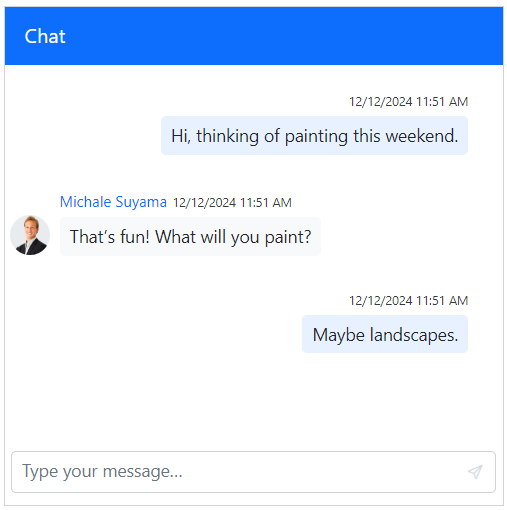 Chat
12/12/2024 11:51 AM
Hi, thinking of painting this weekend.
Michale Suyama 12/12/2024 11:51 AM
That's fun! What will you paint?
12/12/2024 11:51 AM
Maybe landscapes.
Type your message...